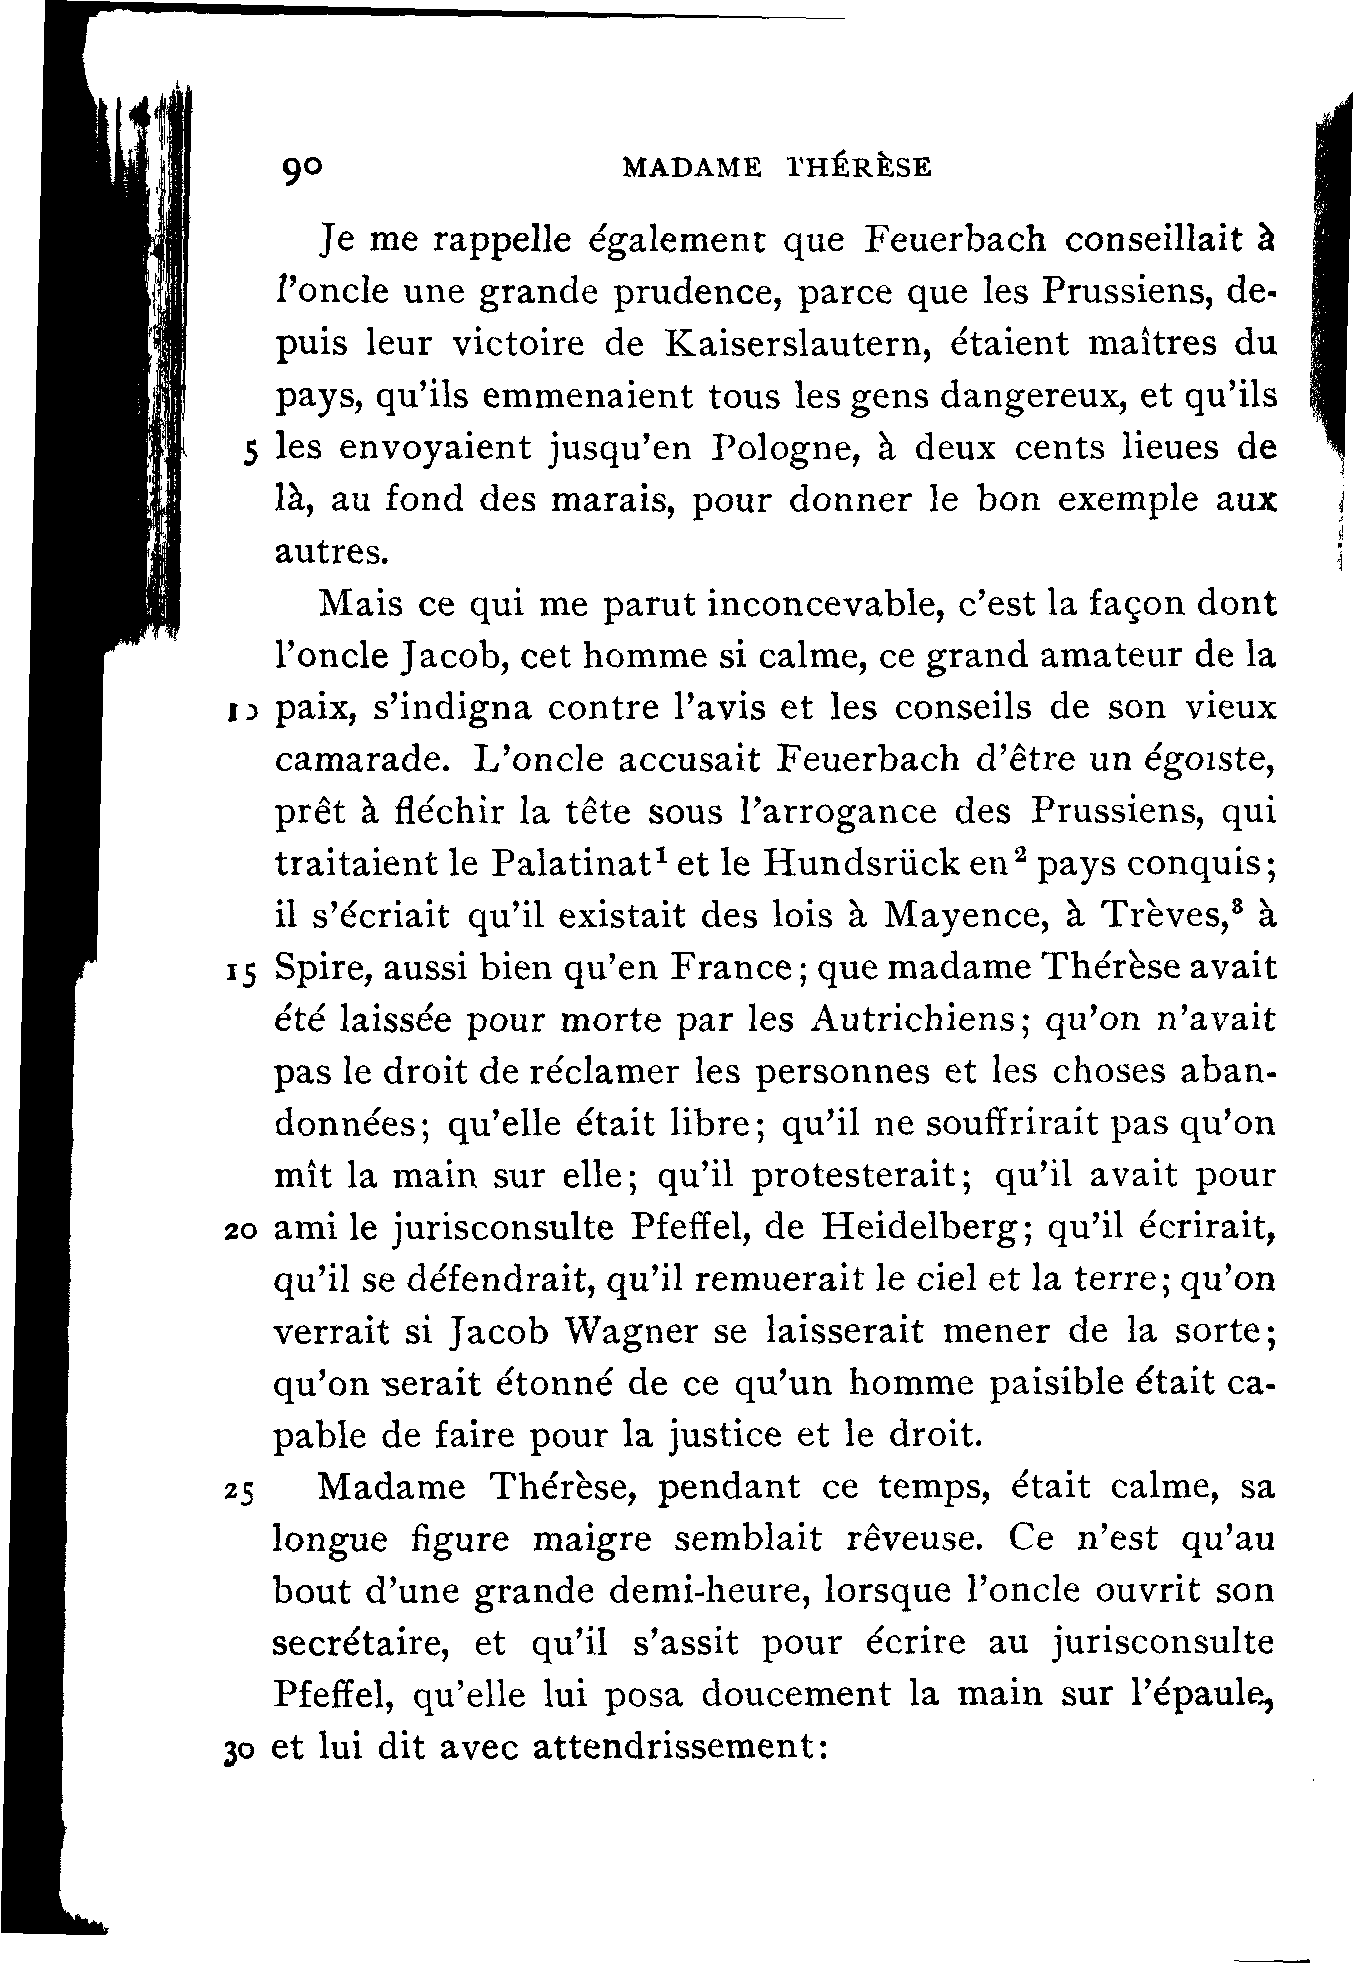 90 MADAME THÉRÈSE
Je me rappelle également que Feuerbach conseillait à
l'oncle une grande prudence, parce que les Prussiens, de-
puis leur victoire de Kaiserslautern, étaient maîtres du
pays, qu'ils emmenaient tous les gens dangereux, et qu'ils
5 les envoyaient jusqu'en Pologne, à deux cents lieues de
là, au fond des marais, pour donner le bon exemple aux
autres.
Mais ce qui me parut inconcevable, c'est la façon dont
l'oncle Jacob, cet homme si calme, ce grand amateur de la
10 paix, s'indigna contre l'avis et les conseils de son vieux
camarade. L'oncle accusait Feuerbach d'être un égoïste,
prêt à fléchir la tête sous l'arrogance des Prussiens, qui
traitaient le Palatinat¹ et le Hundsrück en² pays conquis;
il s'écriait qu'il existait des lois à Mayence, à Trèves,³ à
15 Spire, aussi bien qu'en France; que madame Thérèse avait
été laissée pour morte par les Autrichiens; qu'on n'avait
pas le droit de réclamer les personnes et les choses aban-
données; qu'elle était libre; qu'il ne souffrirait pas qu'on
mît la main sur elle; qu'il protesterait; qu'il avait pour
20 ami le jurisconsulte Pfeffel, de Heidelberg; qu'il écrirait,
qu'il se défendrait, qu'il remuerait le ciel et la terre; qu'on
verrait si Jacob Wagner se laisserait mener de la sorte;
qu'on serait étonné de ce qu'un homme paisible était ca-
pable de faire pour la justice et le droit.
25 Madame Thérèse, pendant ce temps, était calme, sa
longue figure maigre semblait rêveuse. Ce n'est qu'au
bout d'une grande demi-heure, lorsque l'oncle ouvrit son
secrétaire, et qu'il s'assit pour écrire au jurisconsulte
Pfeffel, qu'elle lui posa doucement la main sur l'épaule,
30 et lui dit avec attendrissement: